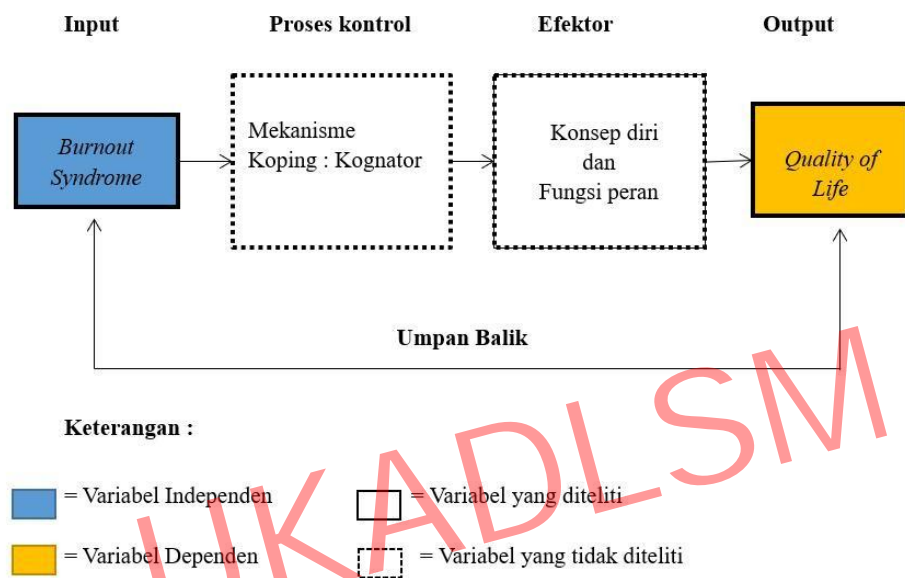 Input Proses kontrol Efektor Output
Burnout
Syndrome
Mekanisme
Koping : Kognator
Konsep diri
dan
Fungsi peran
Quality of
Life
Umpan Balik
Keterangan :
= Variabel Independen
= Variabel yang diteliti
= Variabel Dependen
= Variabel yang tidak diteliti
UKADLSM